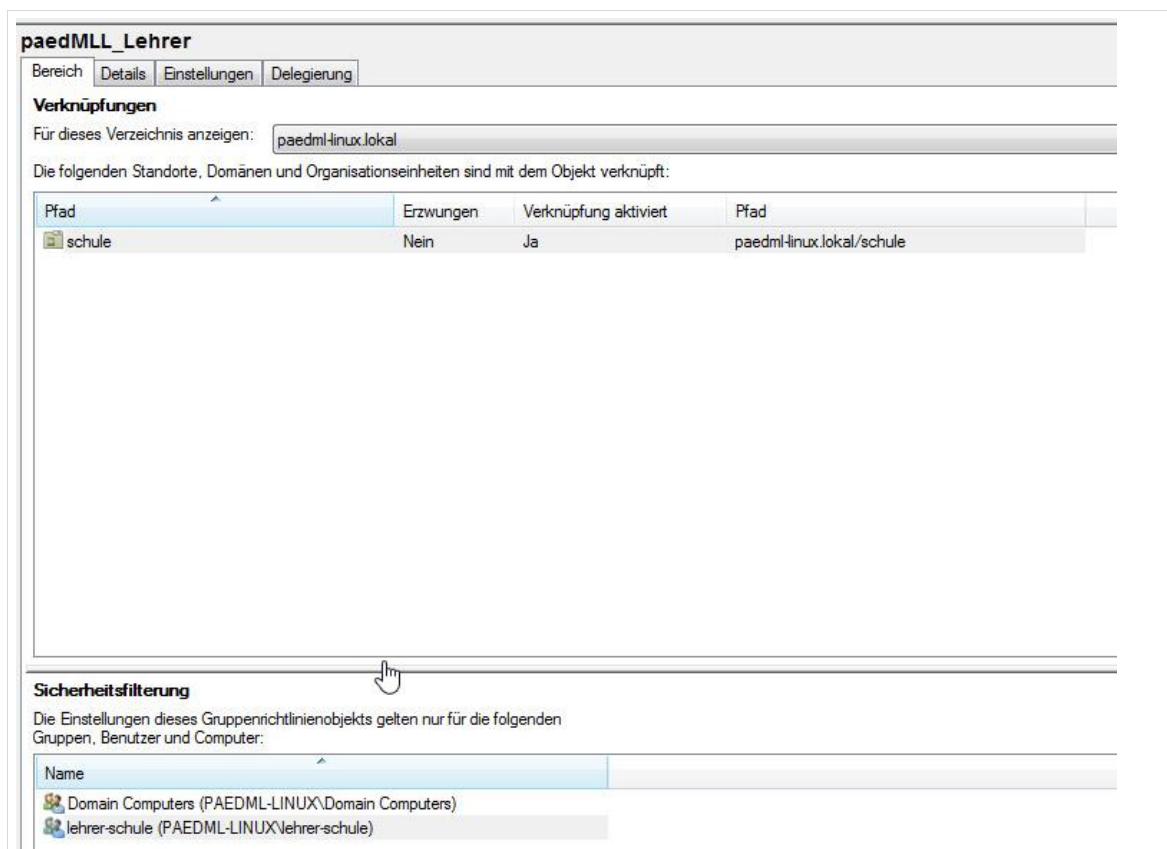 paedMLL_Lehrer
Bereich Details Einstellungen Delegierung
Verknüpfungen
Für dieses Verzeichnis anzeigen: paedml-linux.lokal
Die folgenden Standorte, Domänen und Organisationseinheiten sind mit dem Objekt verknüpft:
Pfad Erzwungen Verknüpfung aktiviert Pfad
schule Nein Ja paedml-linux.lokal/schule
Sicherheitsfilterung
Die Einstellungen dieses Gruppenrichtlinienobjekts gelten nur für die folgenden
Gruppen, Benutzer und Computer:
Name
Domain Computers (PAEDML-LINUX\Domain Computers)
lehrer-schule (PAEDML-LINUX\lehrer-schule)